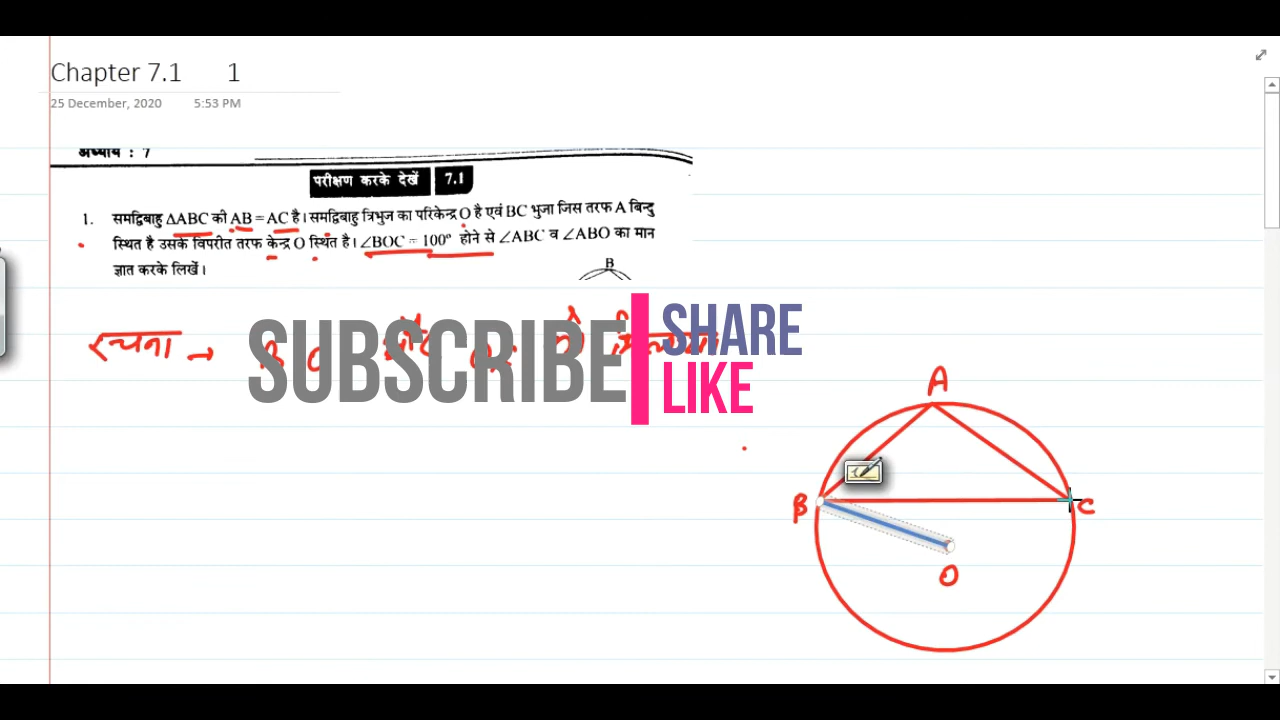 Chapter 7.1 1
25 December, 2020 5:53 PM
अध्याय : 7
परीक्षण करके देखें 7.1
1. समद्विबाहु ΔABC की AB = AC है। समद्विबाहु त्रिभुज का परिकेन्द्र O है एवं BC भुजा जिस तरफ A बिन्दु
स्थित है उसके विपरीत तरफ केन्द्र O स्थित है। ∠BOC = 100° होने से ∠ABC व ∠ABO का मान
ज्ञात करके लिखें।
B
रचना →
SUBSCRIBE
SHARE
LIKE
A
B
C
O